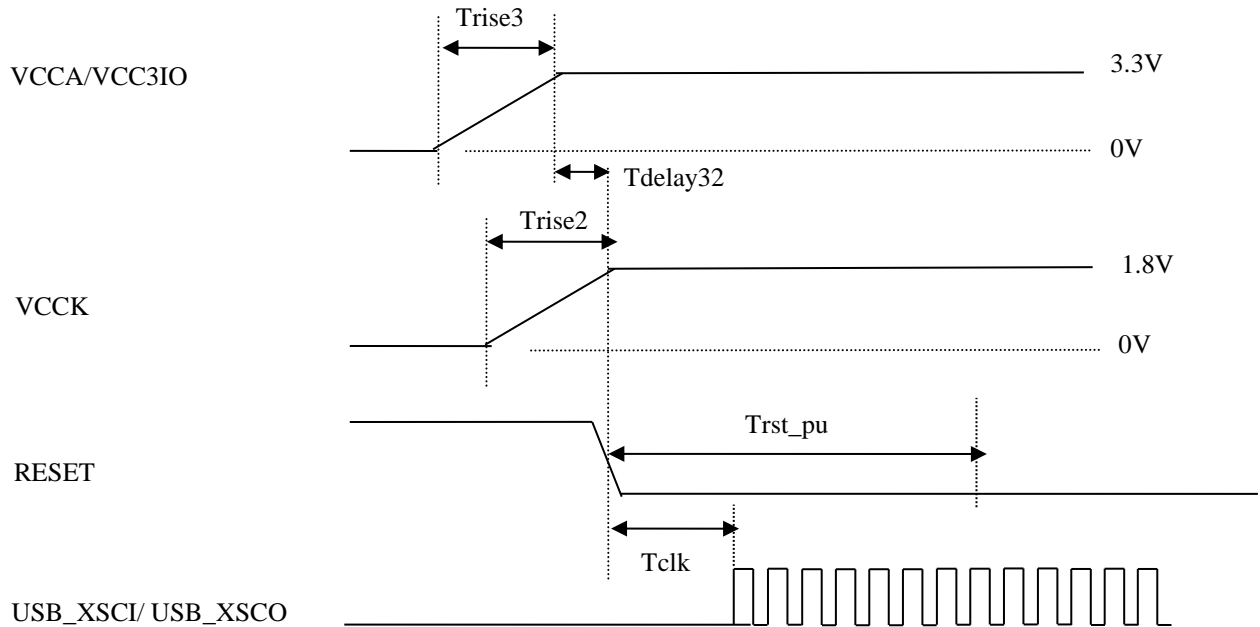 Trise3
VCCA/VCC3IO
3.3V
0V
Tdelay32
Trise2
1.8V
VCCK
0V
Trst_pu
RESET
Tclk
USB_XSCI/ USB_XSCO